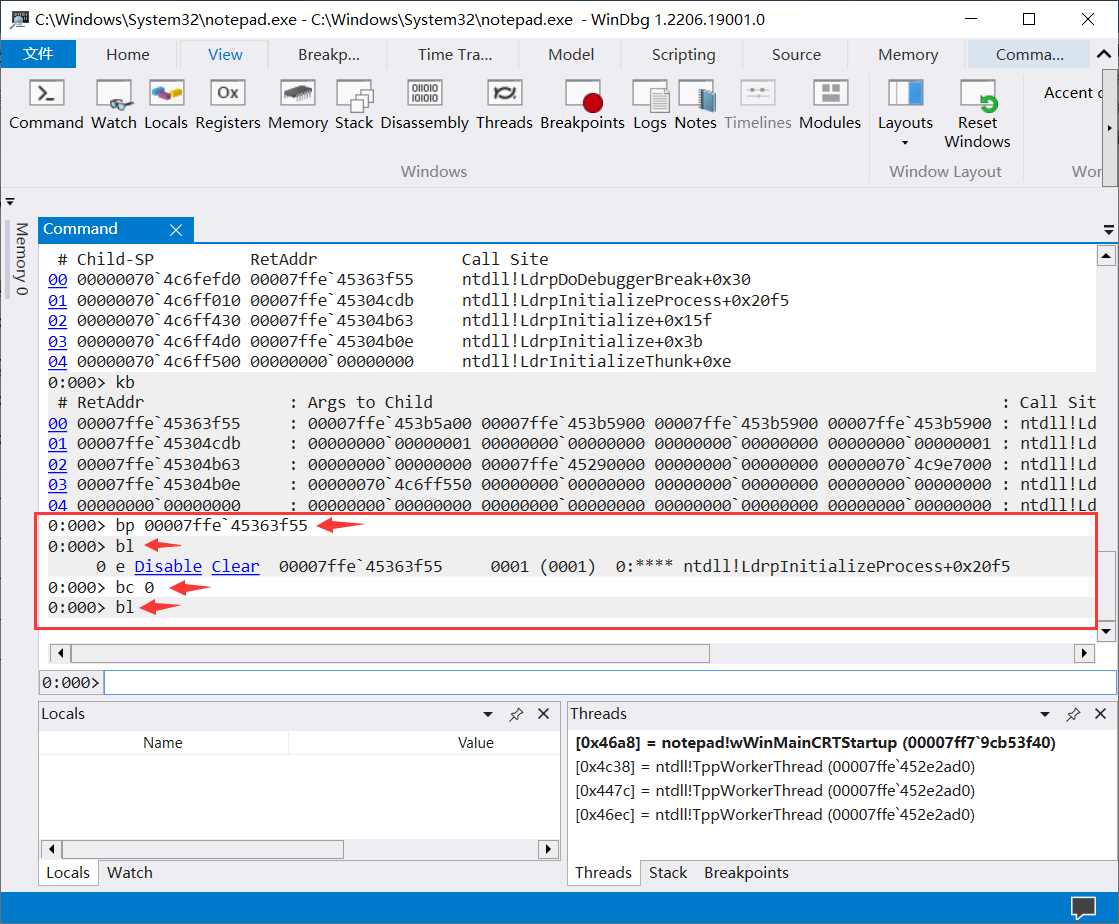 C:\Windows\System32\notepad.exe - C:\Windows\System32\notepad.exe - WinDbg 1.2206.19001.0
文件 Home View Breakp... Time Tra... Model Scripting Source Memory Comma...
Ox
Command Watch Locals Registers Memory Stack Disassembly Threads Breakpoints Logs Notes Timelines Modules Layouts Reset Windows Accent c
Windows Window Layout Wor
Memory 0
Command
# Child-SP RetAddr Call Site
00 00000070`4c6fefd0 00007ffe`45363f55 ntdll!LdrpDoDebuggerBreak+0x30
01 00000070`4c6ff010 00007ffe`45304cdb ntdll!LdrpInitializeProcess+0x20f5
02 00000070`4c6ff430 00007ffe`45304b63 ntdll!LdrpInitialize+0x15f
03 00000070`4c6ff4d0 00007ffe`45304b0e ntdll!LdrpInitialize+0x3b
04 00000070`4c6ff500 00000000`00000000 ntdll!LdrInitializeThunk+0xe
0:000> kb
# RetAddr : Args to Child : Call Sit
00 00007ffe`45363f55 : 00007ffe`453b5a00 00007ffe`453b5900 00007ffe`453b5900 00007ffe`453b5900 : ntdll!Ld
01 00007ffe`45304cdb : 00000000`00000001 00000000`00000000 00000000`00000000 00000000`00000001 : ntdll!Ld
02 00007ffe`45304b63 : 00000000`00000000 00007ffe`45290000 00000000`00000000 00000070`4c9e7000 : ntdll!Ld
03 00007ffe`45304b0e : 00000070`4c6ff550 00000000`00000000 00000000`00000000 00000000`00000000 : ntdll!Ld
04 00000000`00000000 : 00000000`00000000 00000000`00000000 00000000`00000000 00000000`00000000 : ntdll!Ld
0:000> bp 00007ffe`45363f55
0:000> bl
0 e Disable Clear 00007ffe`45363f55 0001 (0001) 0:**** ntdll!LdrpInitializeProcess+0x20f5
0:000> bc 0
0:000> bl
0:000>
Locals
Name Value
Locals Watch
Threads
[0x46a8] = notepad!wWinMainCRTStartup (00007ff7`9cb53f40)
[0x4c38] = ntdll!TppWorkerThread (00007ffe`452e2ad0)
[0x447c] = ntdll!TppWorkerThread (00007ffe`452e2ad0)
[0x46ec] = ntdll!TppWorkerThread (00007ffe`452e2ad0)
Threads Stack Breakpoints